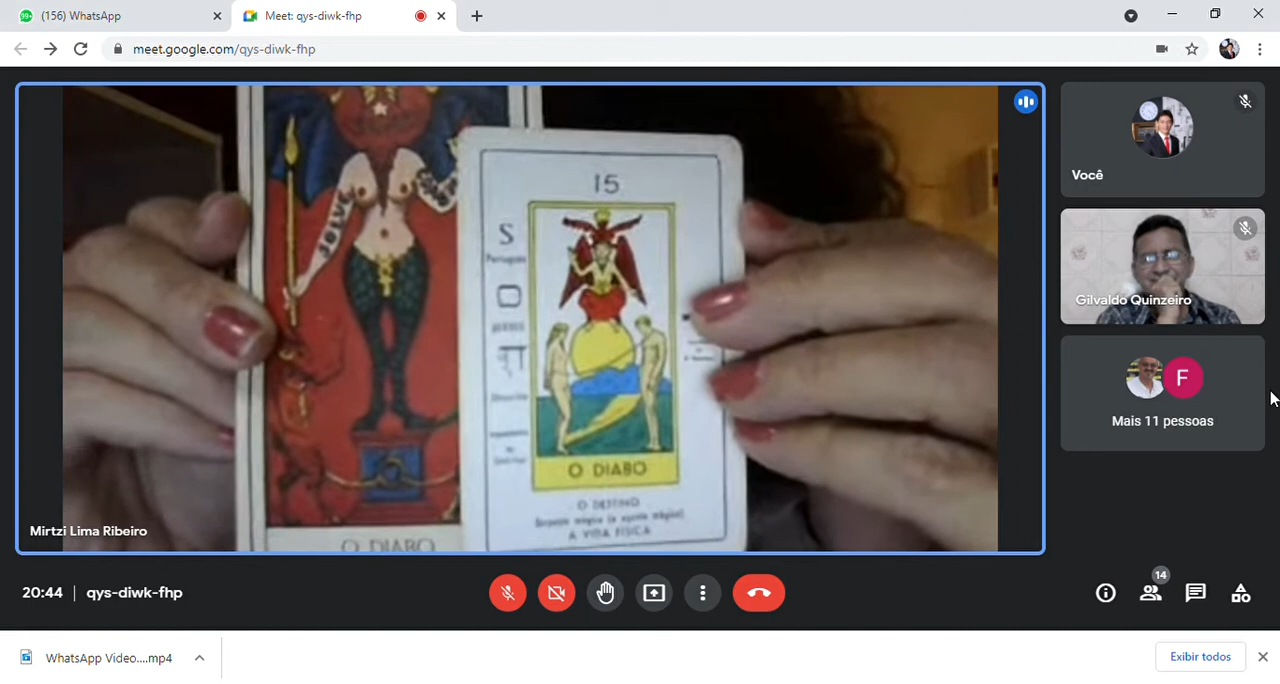 (156) WhatsApp
Meet: qys-diwk-fhp
meet.google.com/qys-diwk-fhp
15
S
Português
SOLVE
O DIABO
O DESTINO
A VIDA FÍSICA
O DIABO
Mirtzi Lima Ribeiro
Você
Gilvaldo Quinzeiro
F
Mais 11 pessoas
20:44 | qys-diwk-fhp
14
WhatsApp Video....mp4
Exibir todos